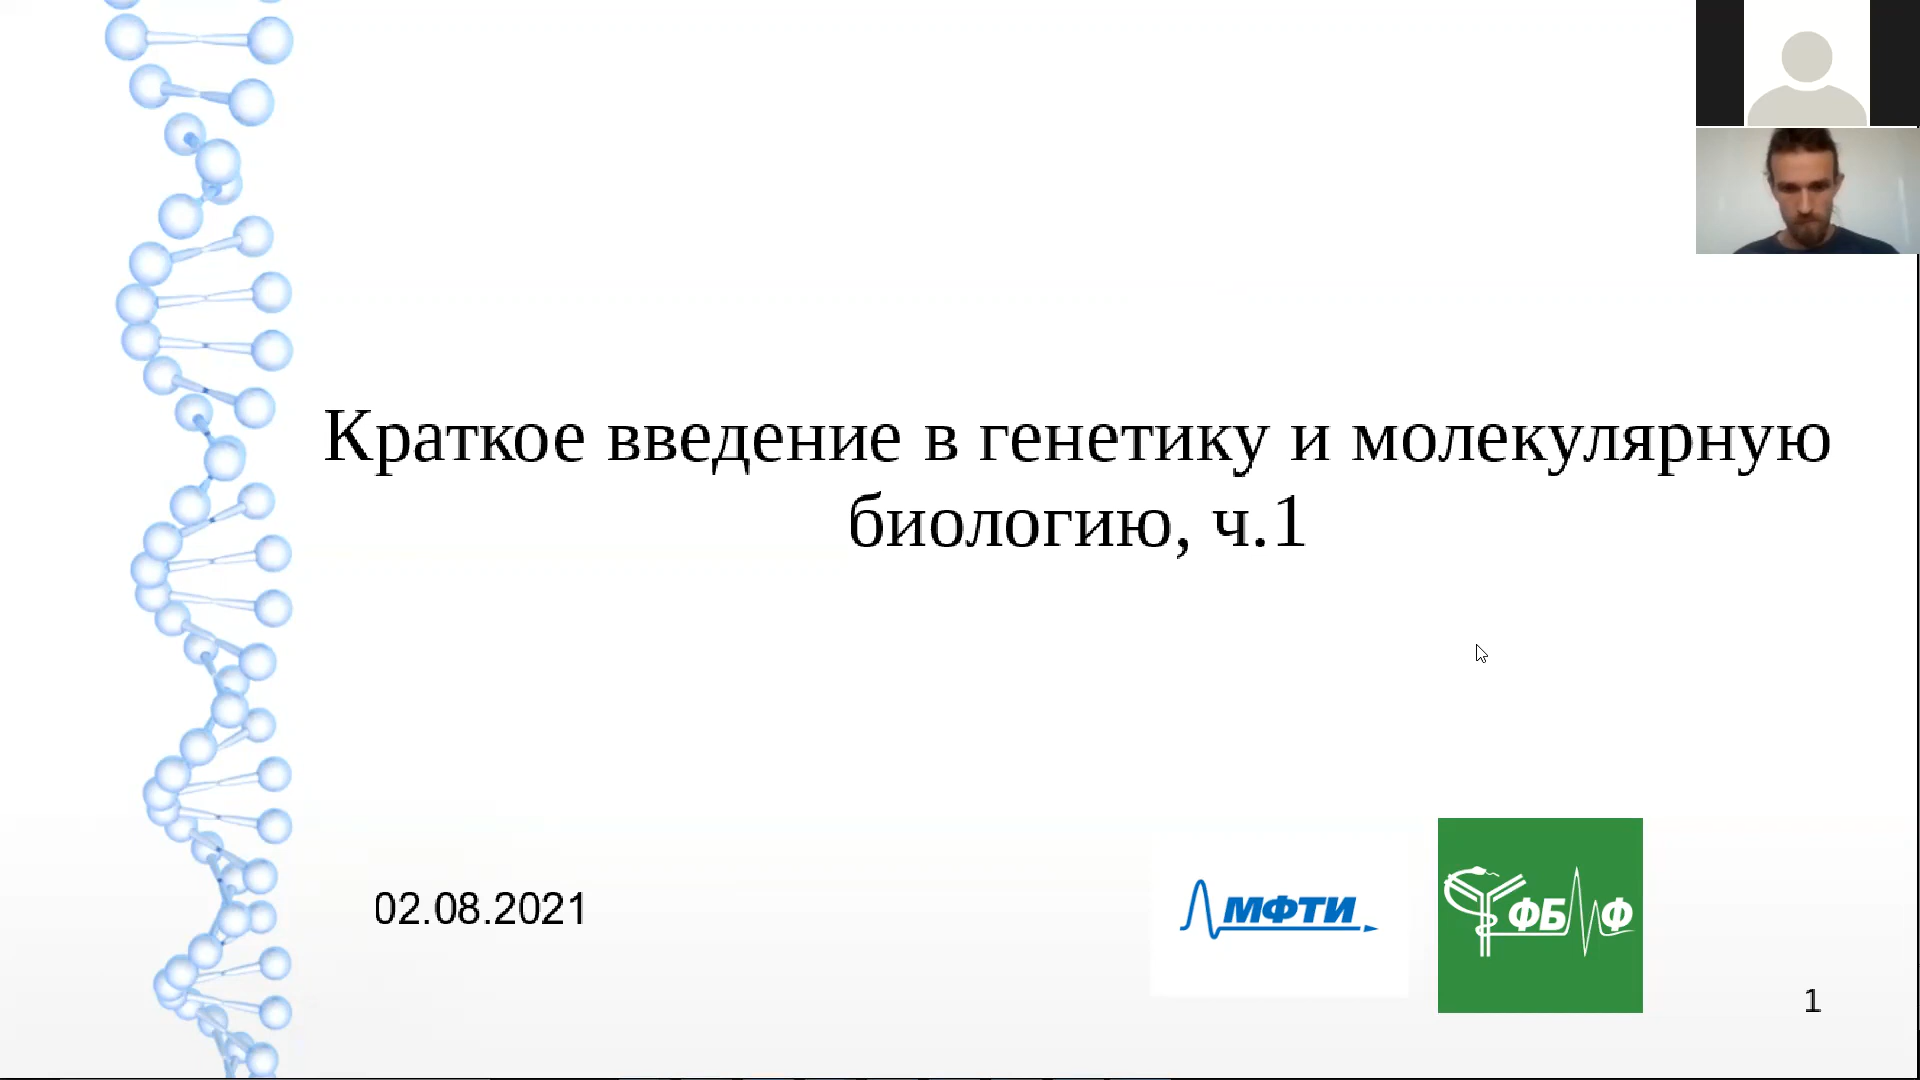 Краткое введение в генетику и молекулярную
биологию, ч.1
02.08.2021
МФТИ
ФБМФ
1